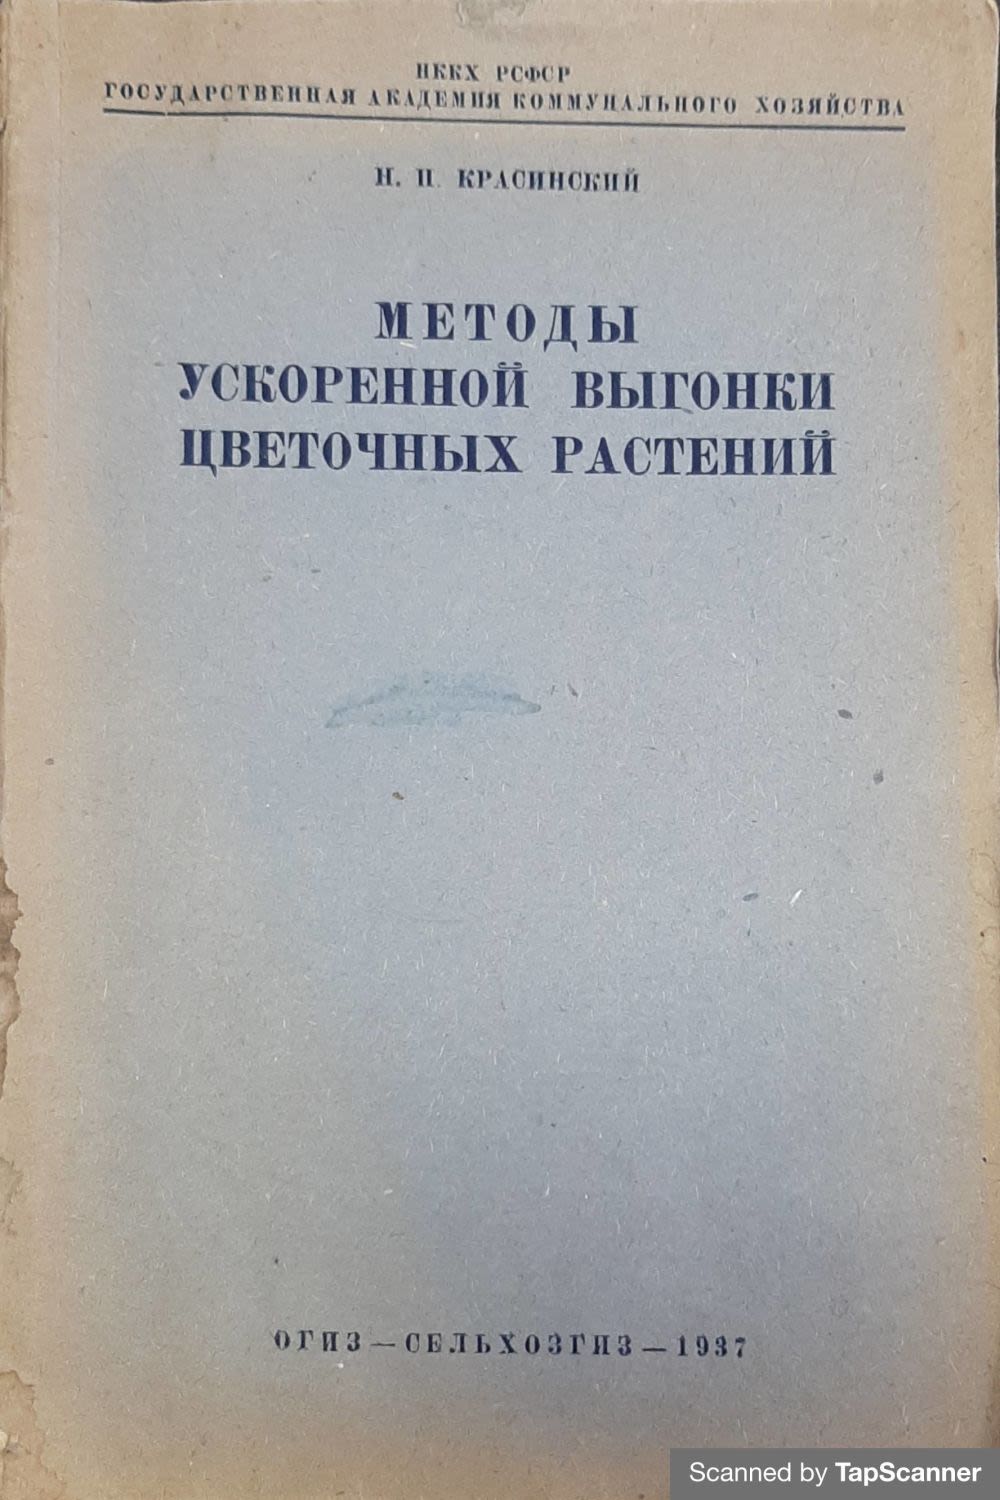 НККХ РСФСР
ГОСУДАРСТВЕННАЯ АКАДЕМИЯ КОММУНАЛЬНОГО ХОЗЯЙСТВА
Н. П. КРАСИНСКИЙ
МЕТОДЫ
УСКОРЕННОЙ ВЫГОНКИ
ЦВЕТОЧНЫХ РАСТЕНИЙ
ОГИЗ — СЕЛЬХОЗГИЗ — 1937
Scanned by TapScanner